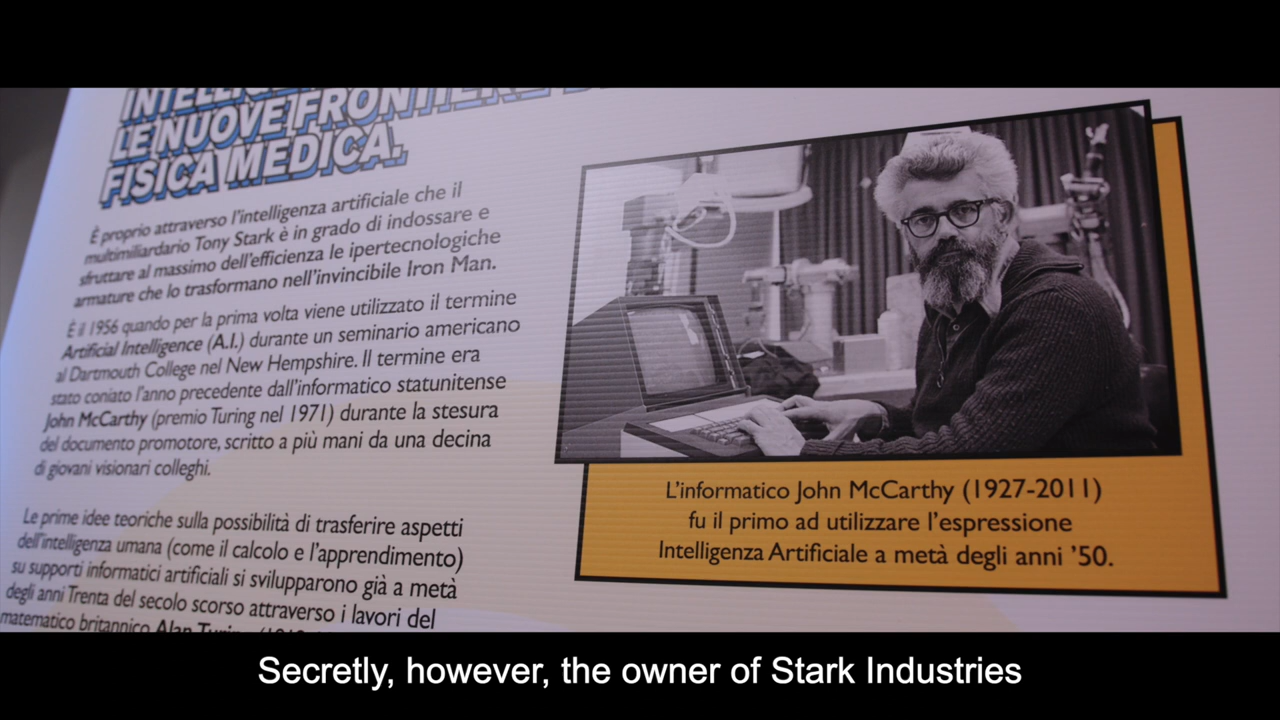 LE NUOVE FRONTIERE
FISICA MEDICA.
È proprio attraverso l'intelligenza artificiale che il
multimiliardario Tony Stark è in grado di indossare e
sfruttare al massimo dell'efficienza le ipertecnologiche
armature che lo trasformano nell'invincibile Iron Man.
È il 1956 quando per la prima volta viene utilizzato il termine
Artificial Intelligence (A.I.) durante un seminario americano
al Dartmouth College nel New Hempshire. Il termine era
stato coniato l'anno precedente dall'informatico statunitense
John McCarthy (premio Turing nel 1971) durante la stesura
del documento promotore, scritto a più mani da una decina
di giovani visionari colleghi.
Le prime idee teoriche sulla possibilità di trasferire aspetti
dell'intelligenza umana (come il calcolo e l'apprendimento)
su supporti informatici artificiali si svilupparono già a metà
degli anni Trenta del secolo scorso attraverso i lavori del
matematico britannico Alan Turing
L'informatico John McCarthy (1927-2011)
fu il primo ad utilizzare l'espressione
Intelligenza Artificiale a metà degli anni '50.
Secretly, however, the owner of Stark Industries